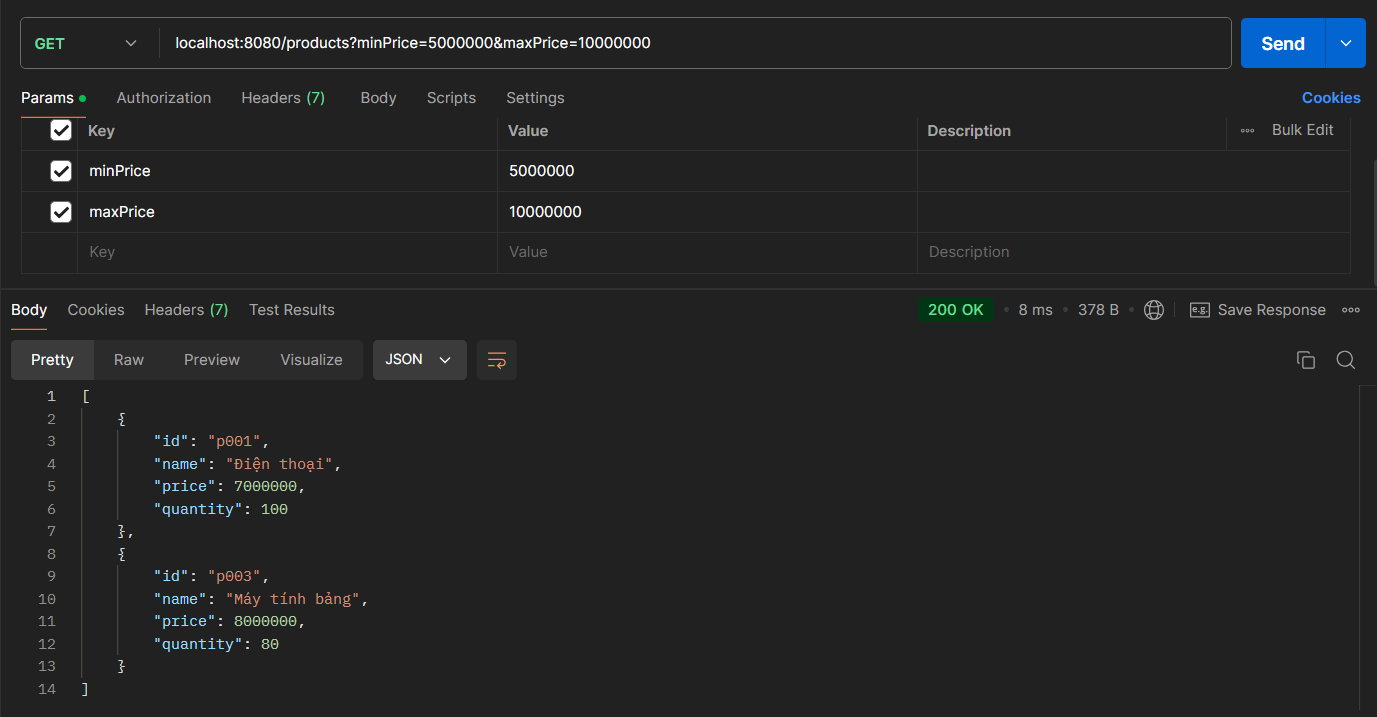 GET localhost:8080/products?minPrice=5000000&maxPrice=10000000 Send
Params Authorization Headers (7) Body Scripts Settings Cookies
Key Value Description Bulk Edit
minPrice 5000000
maxPrice 10000000
Key Value Description
Body Cookies Headers (7) Test Results 200 OK 8 ms 378 B e.g. Save Response
Pretty Raw Preview Visualize JSON
1 [
2 {
3 "id": "p001",
4 "name": "Điện thoại",
5 "price": 7000000,
6 "quantity": 100
7 },
8 {
9 "id": "p003",
10 "name": "Máy tính bảng",
11 "price": 8000000,
12 "quantity": 80
13 }
14 ]